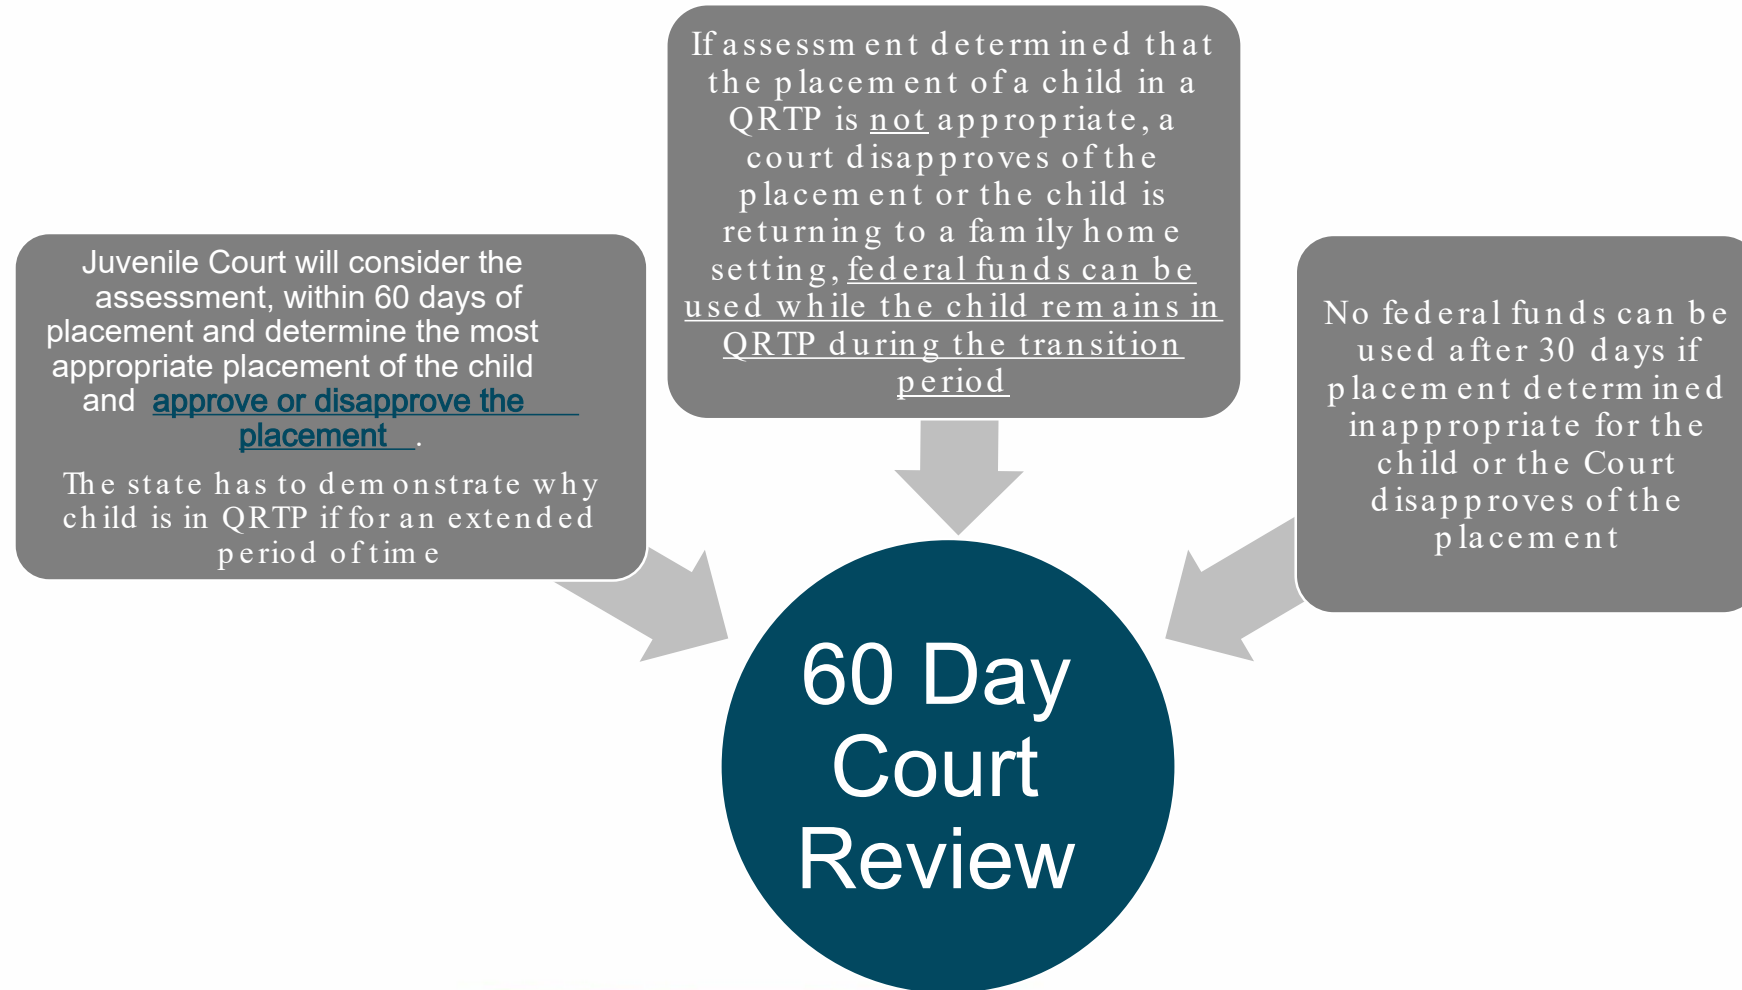 Juvenile Court will consider the
assessment, within 60 days of
placement and determine the most
appropriate placement of the child
and approve or disapprove the
placement .
The state has to demonstrate why
child is in QRTP if for an extended
period of time
If assessment determined that
the placement of a child in a
QRTP is not appropriate, a
court disapproves of the
placement or the child is
returning to a family home
setting, federal funds can be
used while the child remains in
QRTP during the transition
period
No federal funds can be
used after 30 days if
placement determined
inappropriate for the
child or the Court
disapproves of the
placement
60 Day
Court
Review